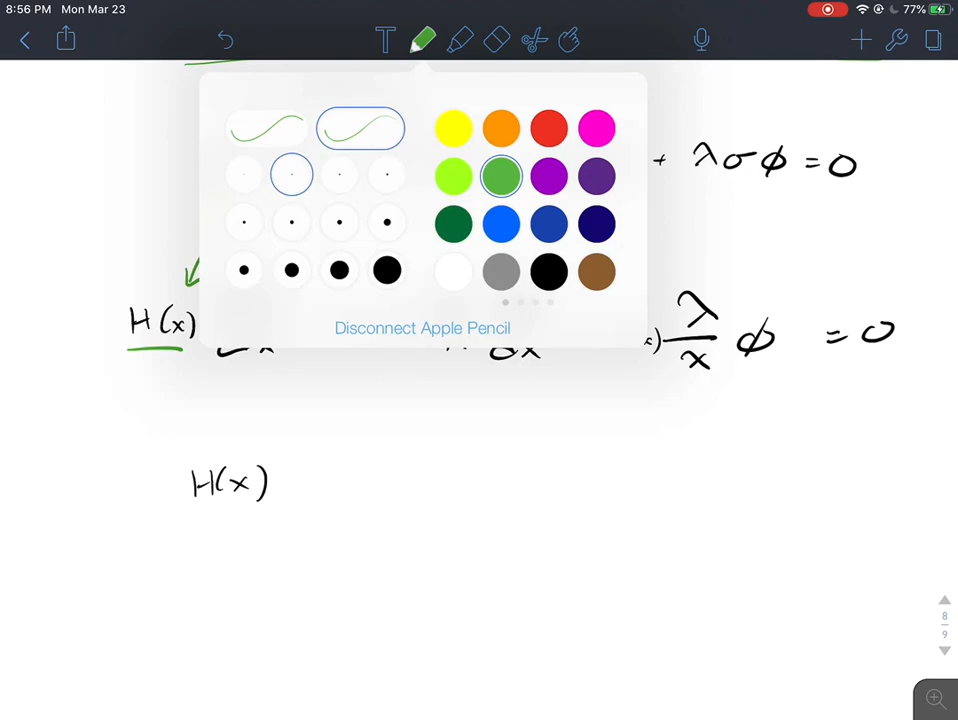 8:56 PM Mon Mar 23 77%
T
+ λσϕ = 0
Disconnect Apple Pencil
H(x) λ/x ϕ = 0
H(x)
8
9